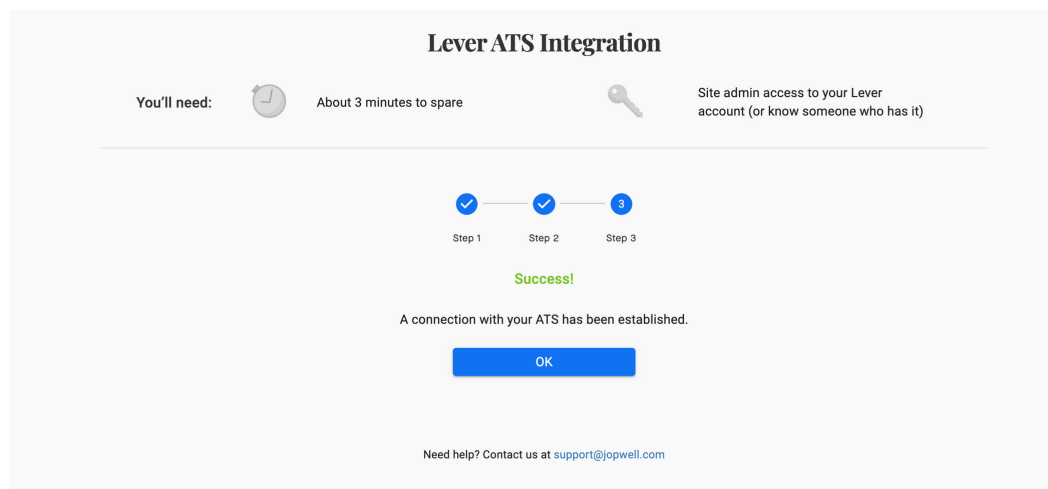 Lever ATS Integration
You'll need:
About 3 minutes to spare
Site admin access to your Lever
account (or know someone who has it)
3
Step 1
Step 2
Step 3
Success!
A connection with your ATS has been established.
OK
Need help? Contact us at support@jopwell.com